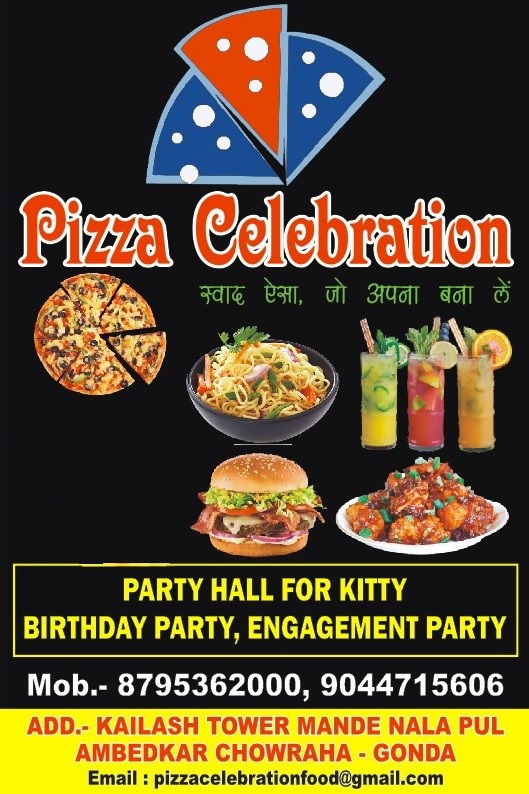 Pizza Celebration
स्वाद ऐसा, जो अपना बना लें
PARTY HALL FOR KITTY
BIRTHDAY PARTY, ENGAGEMENT PARTY
Mob.- 8795362000, 9044715606
ADD.- KAILASH TOWER MANDE NALA PUL
AMBEDKAR CHOWRAHA - GONDA
Email : pizzacelebrationfood@gmail.com